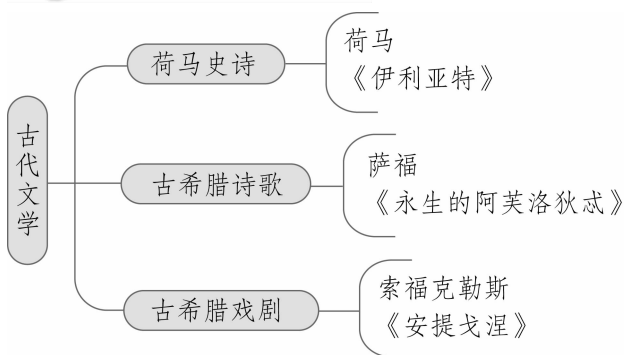 古代文学
荷马史诗
荷马
《伊利亚特》
古希腊诗歌
萨福
《永生的阿芙洛狄忒》
古希腊戏剧
索福克勒斯
《安提戈涅》